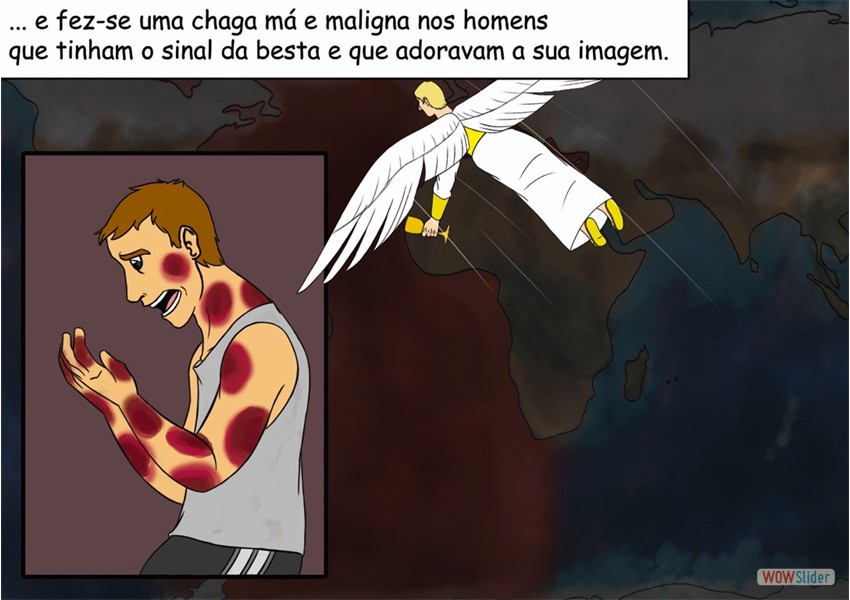 ... e fez-se uma chaga má e maligna nos homens
que tinham o sinal da besta e que adoravam a sua imagem.
WOWSlider